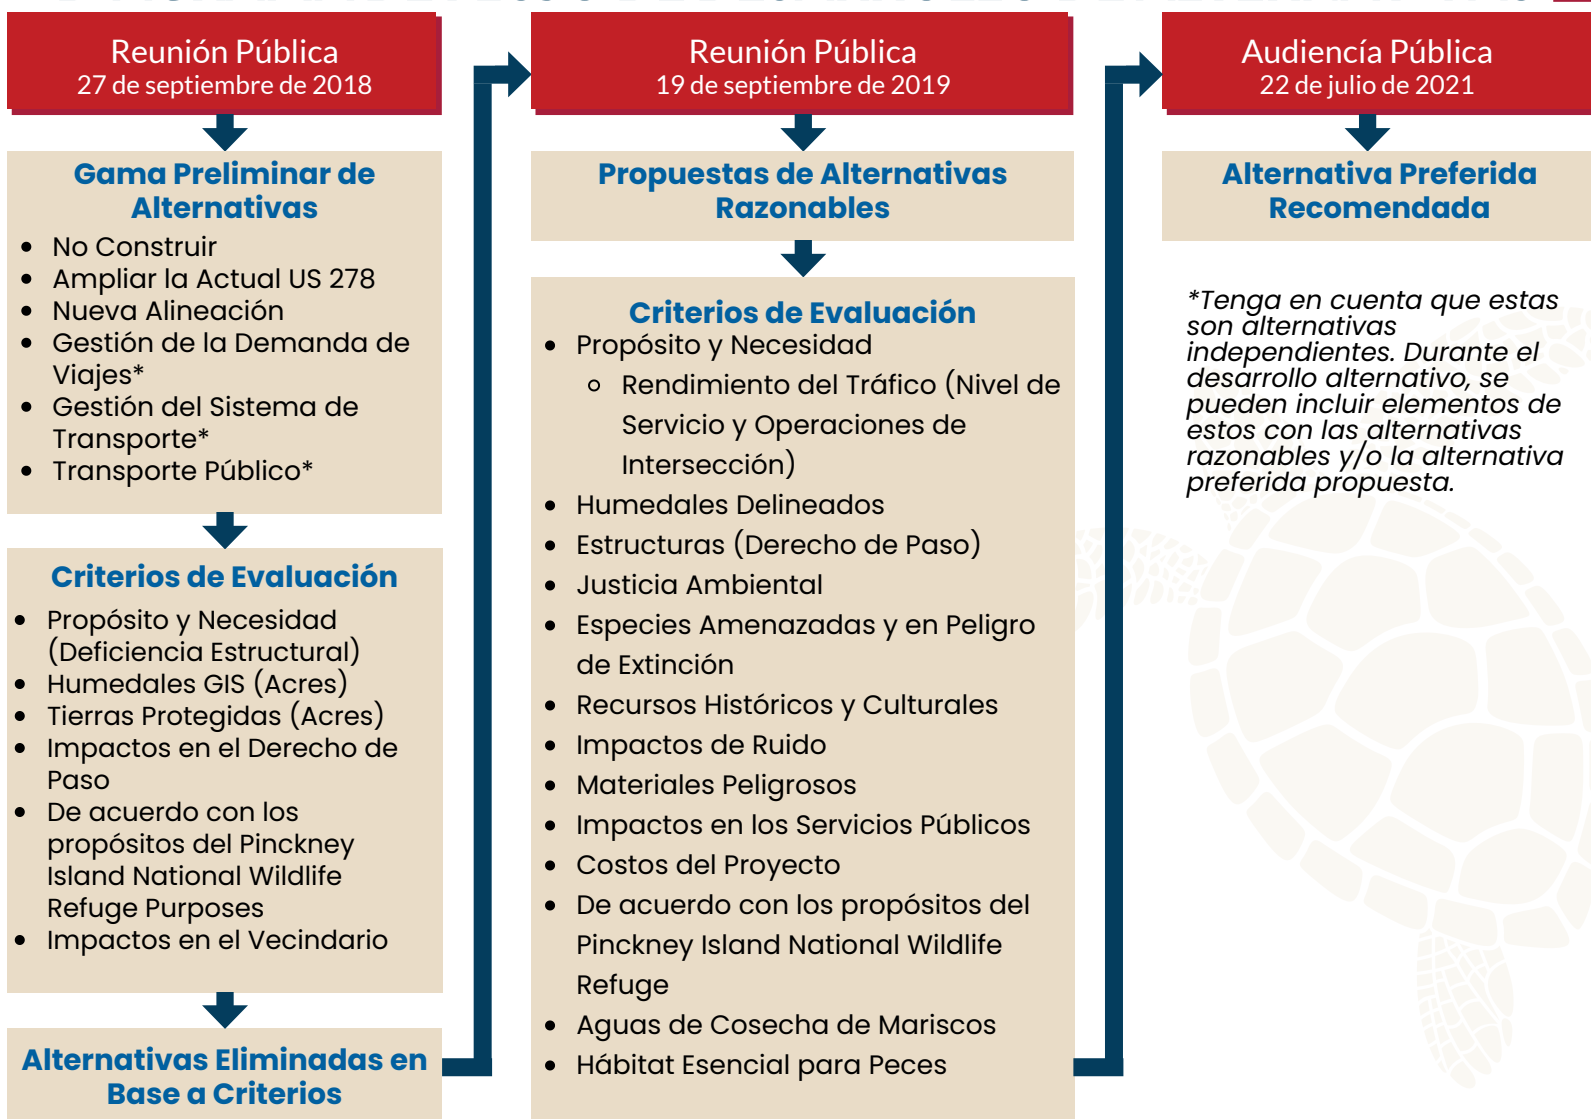 Reunión Pública
27 de septiembre de 2018
Gama Preliminar de
Alternativas
• No Construir
• Ampliar la Actual US 278
• Nueva Alineación
• Gestión de la Demanda de
Viajes*
• Gestión del Sistema de
Transporte*
• Transporte Público*
Criterios de Evaluación
• Propósito y Necesidad
(Deficiencia Estructural)
• Humedales GIS (Acres)
• Tierras Protegidas (Acres)
• Impactos en el Derecho de
Paso
• De acuerdo con los
propósitos del Pinckney
Island National Wildlife
Refuge Purposes
• Impactos en el Vecindario
Alternativas Eliminadas en
Base a Criterios
Reunión Pública
19 de septiembre de 2019
Propuestas de Alternativas
Razonables
Criterios de Evaluación
• Propósito y Necesidad
◦ Rendimiento del Tráfico (Nivel de
Servicio y Operaciones de
Intersección)
• Humedales Delineados
• Estructuras (Derecho de Paso)
• Justicia Ambiental
• Especies Amenazadas y en Peligro
de Extinción
• Recursos Históricos y Culturales
• Impactos de Ruido
• Materiales Peligrosos
• Impactos en los Servicios Públicos
• Costos del Proyecto
• De acuerdo con los propósitos del
Pinckney Island National Wildlife
Refuge
• Aguas de Cosecha de Mariscos
• Hábitat Esencial para Peces
Audiencía Pública
22 de julio de 2021
Alternativa Preferida
Recomendada
*Tenga en cuenta que estas
son alternativas
independientes. Durante el
desarrollo alternativo, se
pueden incluir elementos de
estos con las alternativas
razonables y/o la alternativa
preferida propuesta.